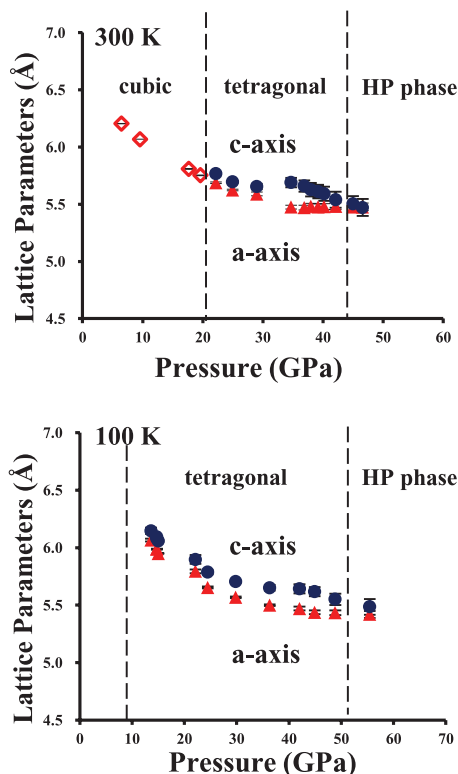 300 K
cubic
tetragonal
HP phase
c-axis
a-axis
Lattice Parameters (Å)
7.0
6.5
6.0
5.5
5.0
4.5
0
10
20
30
40
50
60
Pressure (GPa)
100 K
tetragonal
HP phase
c-axis
a-axis
Lattice Parameters (Å)
7.0
6.5
6.0
5.5
5.0
4.5
0
10
20
30
40
50
60
70
Pressure (GPa)